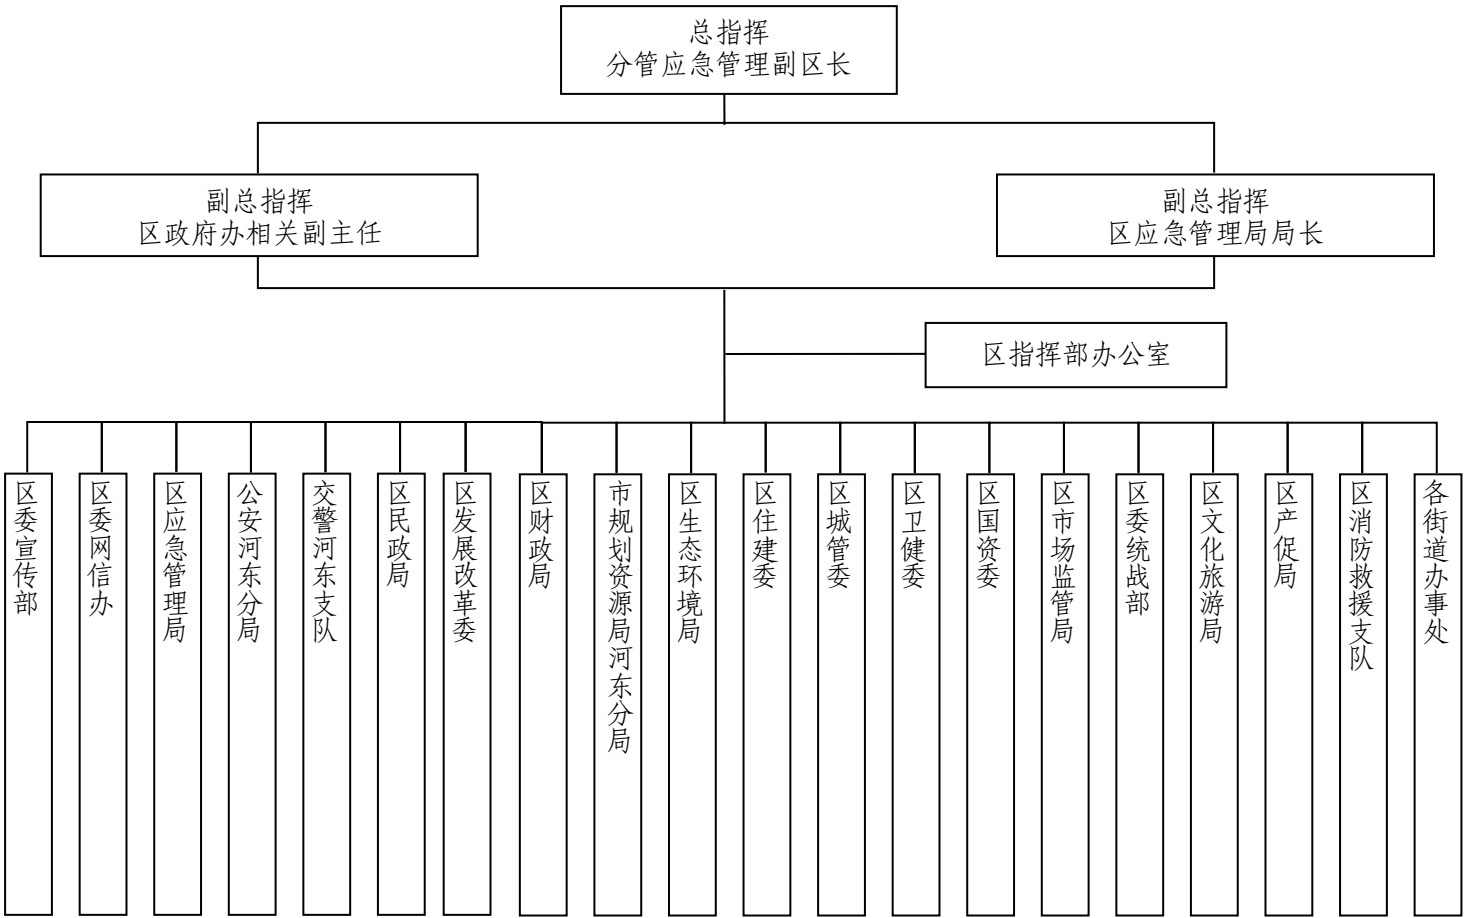 总指挥
分管应急管理副区长
副总指挥
区政府办相关副主任
副总指挥
区应急管理局局长
区指挥部办公室
区委宣传部
区委网信办
区应急管理局
公安河东分局
交警河东支队
区民政局
区发展改革委
区财政局
市规划资源局河东分局
区生态环境局
区住建委
区城管委
区卫健委
区国资委
区市场监管局
区委统战部
区文化旅游局
区产促局
区消防救援支队
各街道办事处